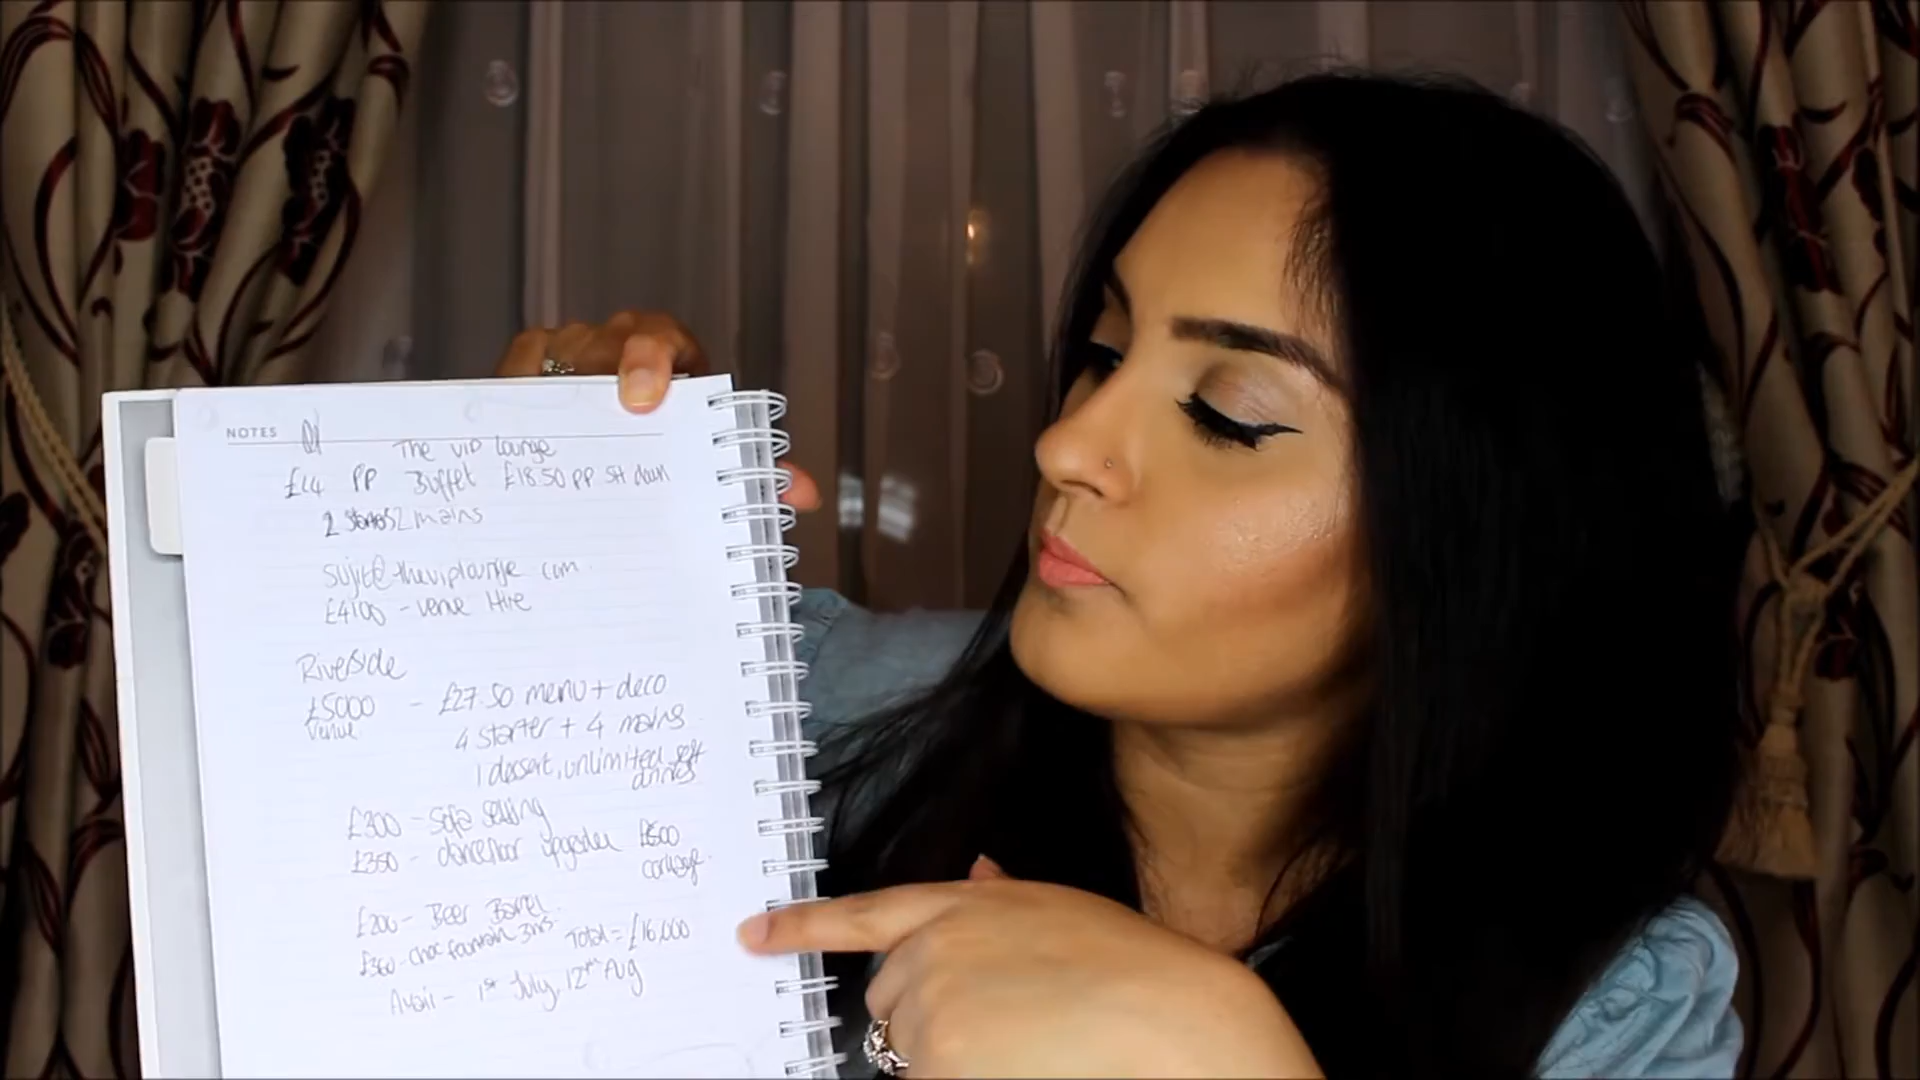 NOTES
The VIP Lounge
£14 PP Buffet £18.50 PP Sit down
2 starters 2 mains
sujit@theviplounge com.
£4100 - Venue Hire
Riverside
£5000 - £27.50 menu + deco
Venue.
4 starter + 4 mains
1 dessert, unlimited soft
drinks
£300 - Sofa seating
£350 - dancefloor upgrade £500
£200 - Beer Barrel
£360 - choc fountain 3hrs. Total = £16,000
Avail - 1st July, 12th Aug